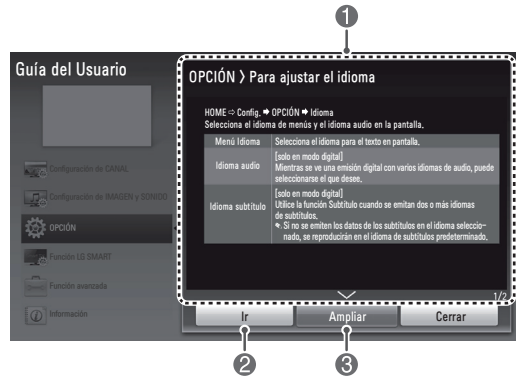 1
Guía del Usuario
Configuración de CANAL
Configuración de IMAGEN y SONIDO
OPCIÓN
Función LG SMART
Función avanzada
Información
OPCIÓN > Para ajustar el idioma
HOME ⇨ Config. ➡ OPCIÓN ➡ Idioma
Selecciona el idioma de menús y el idioma audio en la pantalla.
Menú Idioma Selecciona el idioma para el texto en pantalla.
Idioma audio [solo en modo digital]
Mientras se ve una emisión digital con varios idiomas de audio, puede
seleccionarse el que desee.
Idioma subtítulo [solo en modo digital]
Utilice la función Subtítulo cuando se emitan dos o más idiomas
de subtítulos.
Si no se emiten los datos de los subtítulos en el idioma seleccio-
nado, se reproducirán en el idioma de subtítulos predeterminado.
1/2
Ir Ampliar Cerrar
2 3